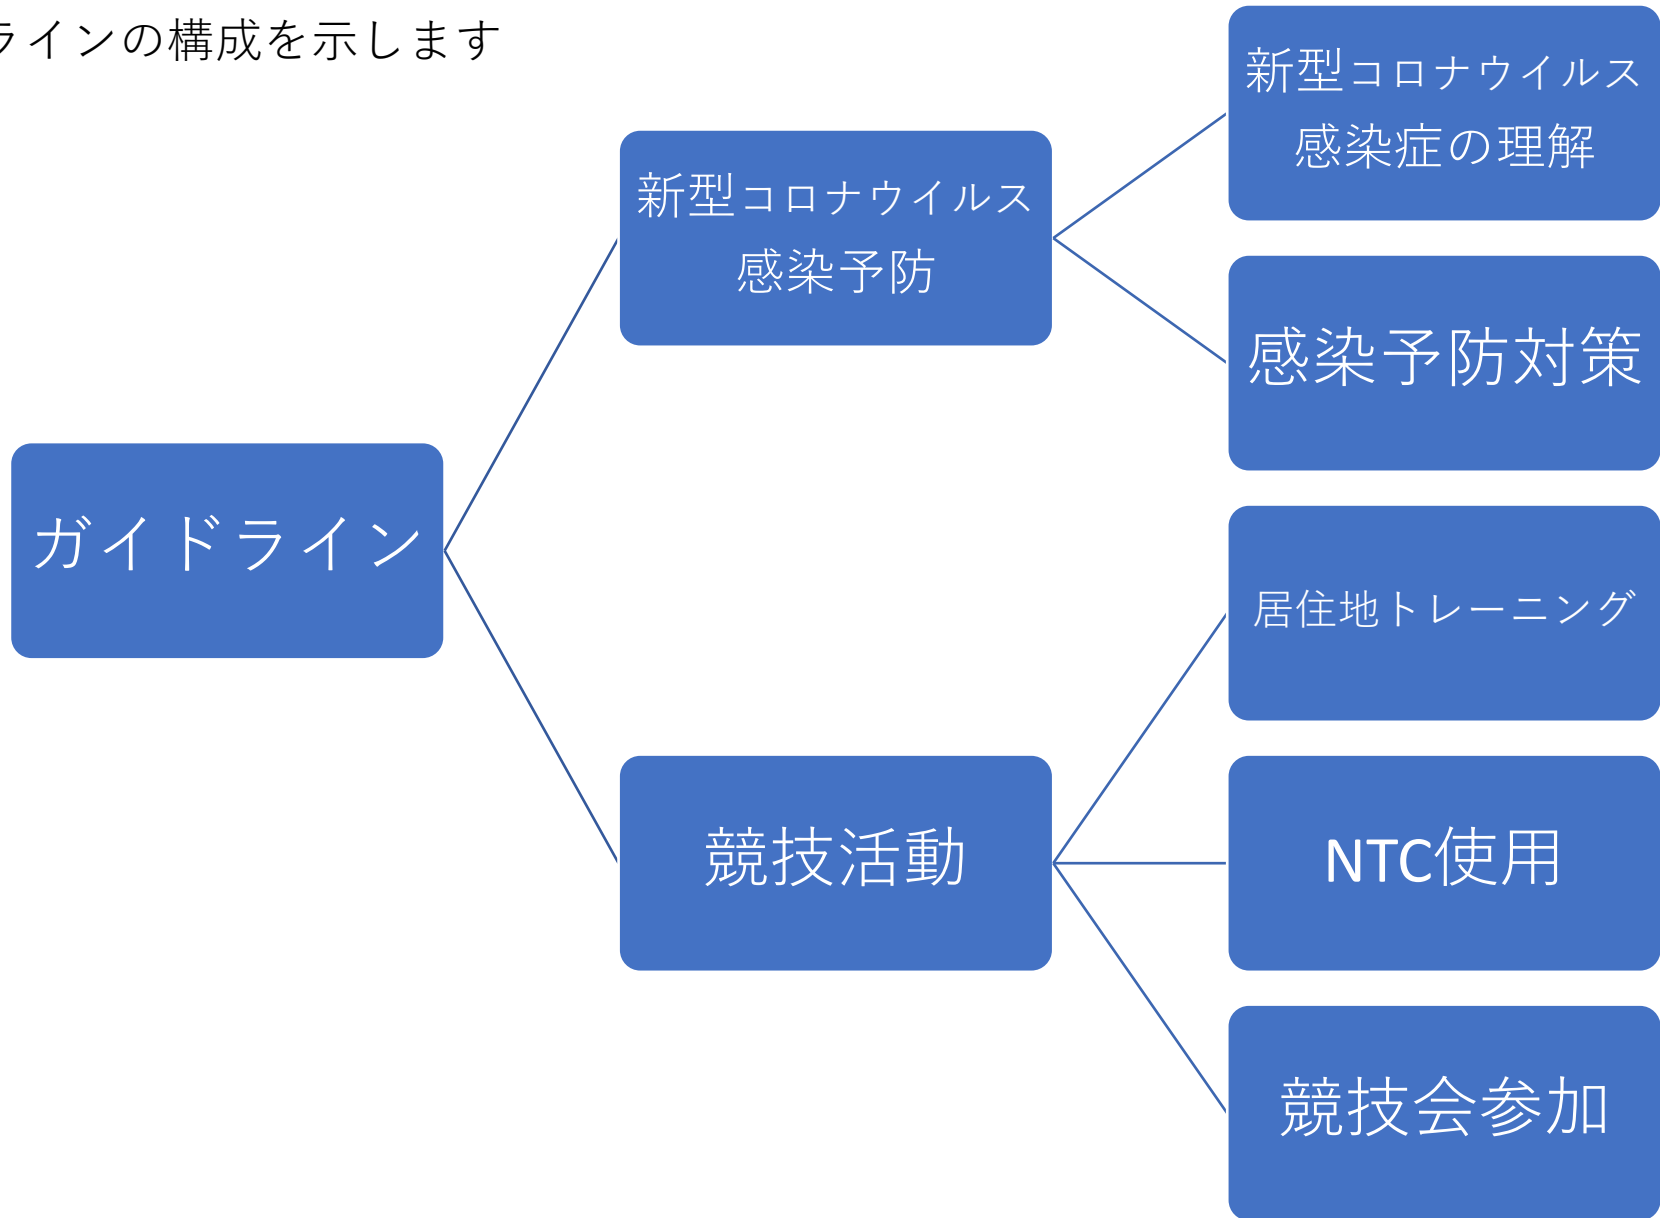 ラインの構成を示します
新型コロナウイルス
感染症の理解
新型コロナウイルス
感染予防
感染予防対策
ガイドライン
居住地トレーニング
競技活動
NTC使用
競技会参加